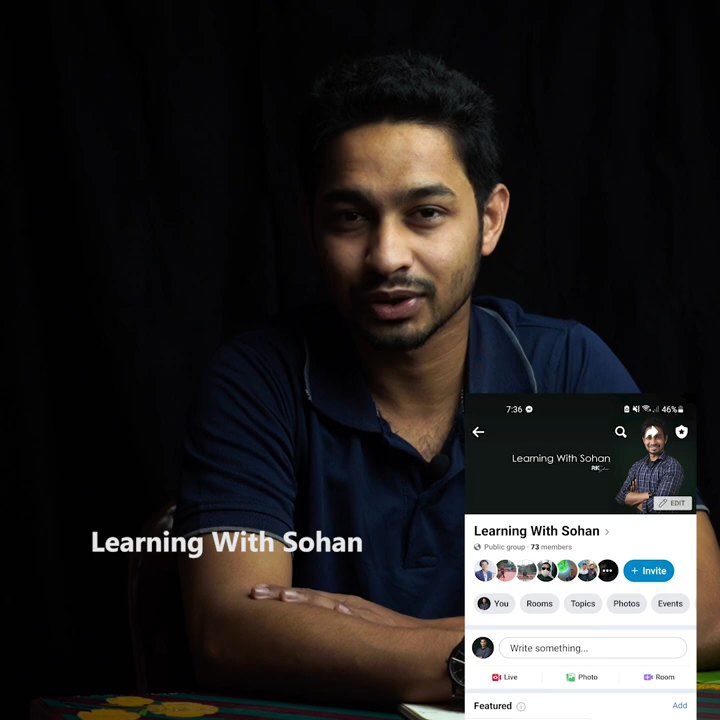 Learning With Sohan
7:36
46%
Learning With Sohan
EDIT
Learning With Sohan
Public group · 73 members
+ Invite
You
Rooms
Topics
Photos
Events
Write something...
Live
Photo
Room
Featured
Add